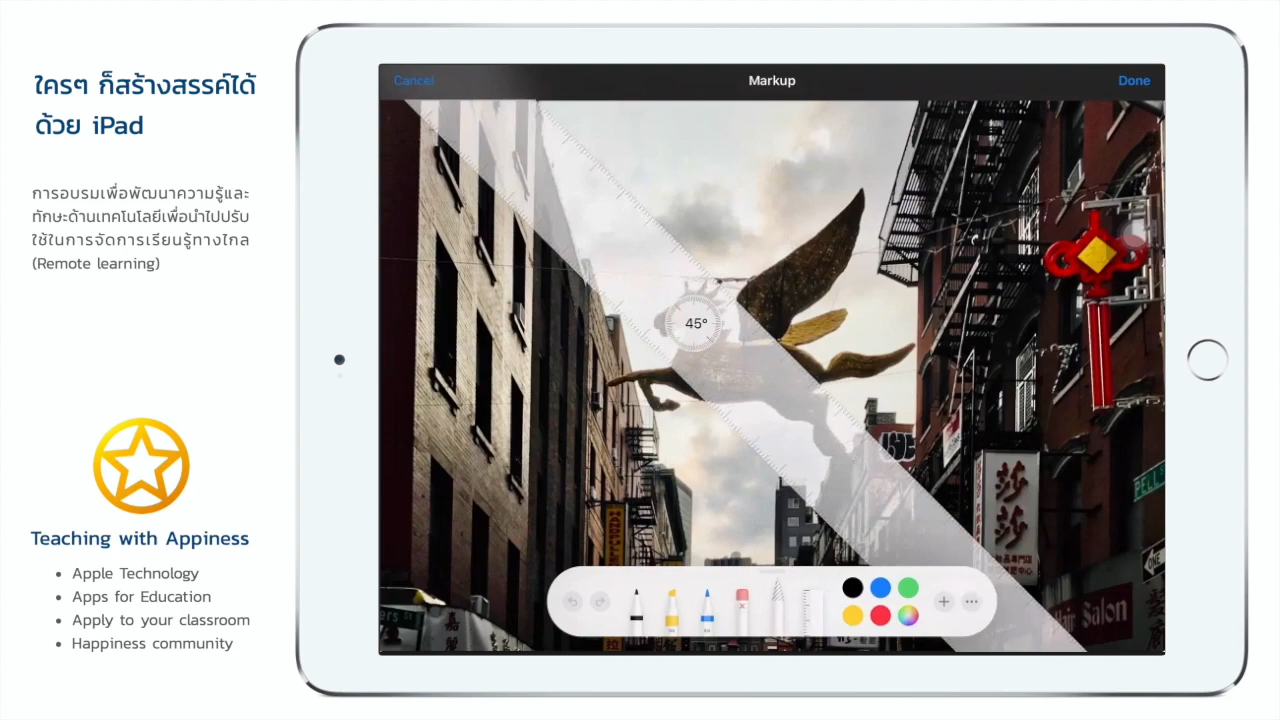 ใครๆ ก็สร้างสรรค์ได้
ด้วย iPad
การอบรมเพื่อพัฒนาความรู้และ
ทักษะด้านเทคโนโลยีเพื่อนำไปปรับ
ใช้ในการจัดการเรียนรู้ทางไกล
(Remote learning)
Teaching with Appiness
Apple Technology
Apps for Education
Apply to your classroom
Happiness community
Cancel
Markup
Done
45°
莎莎
PELL ST
ONE
Hair Salon